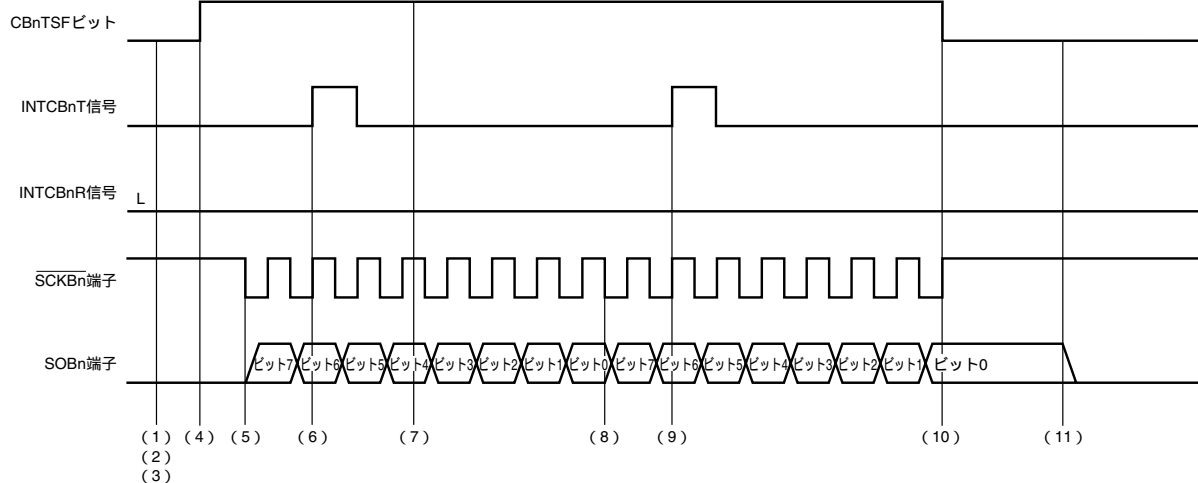 CBnTSFビット
INTCBnT信号
INTCBnR信号 L
SCKBn端子
SOBn端子 ビット7 ビット6 ビット5 ビット4 ビット3 ビット2 ビット1 ビット0 ビット7 ビット6 ビット5 ビット4 ビット3 ビット2 ビット1 ビット0
(1) (4) (5) (6) (7) (8) (9) (10) (11)
(2)
(3)